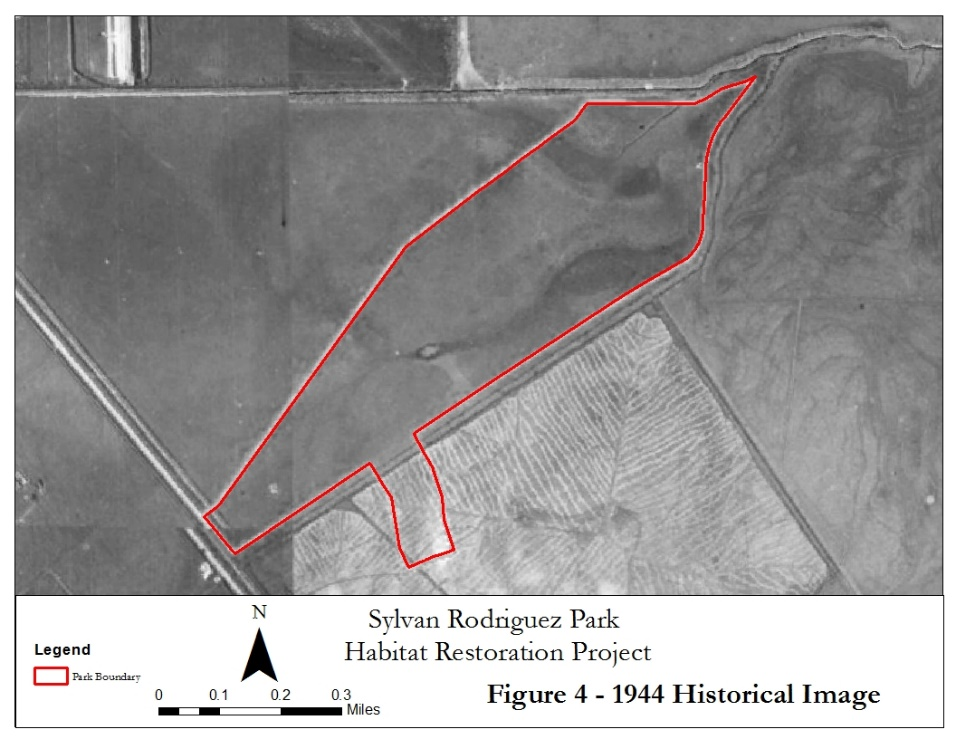 N
Sylvan Rodriguez Park
Habitat Restoration Project
Legend
Park Boundary
0 0.1 0.2 0.3
Miles
Figure 4 - 1944 Historical Image